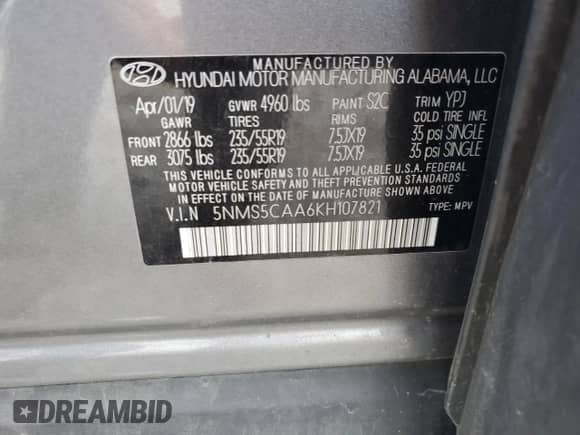 MANUFACTURED BY
HYUNDAI MOTOR MANUFACTURING ALABAMA, LLC
Apr/01/19 GVWR 4960 lbs PAINT S2C TRIM YPJ
GAWR TIRES RIMS COLD TIRE INFL
FRONT 2866 lbs 235/55R19 7.5JX19 35 psi SINGLE
REAR 3075 lbs 235/55R19 7.5JX19 35 psi SINGLE
THIS VEHICLE CONFORMS TO ALL APPLICABLE U.S.A. FEDERAL
MOTOR VEHICLE SAFETY AND THEFT PREVENTION STANDARDS
IN EFFECT ON THE DATE OF MANUFACTURE SHOWN ABOVE.
V.I.N 5NMS5CAA6KH107821 TYPE: MPV
DREAMBID